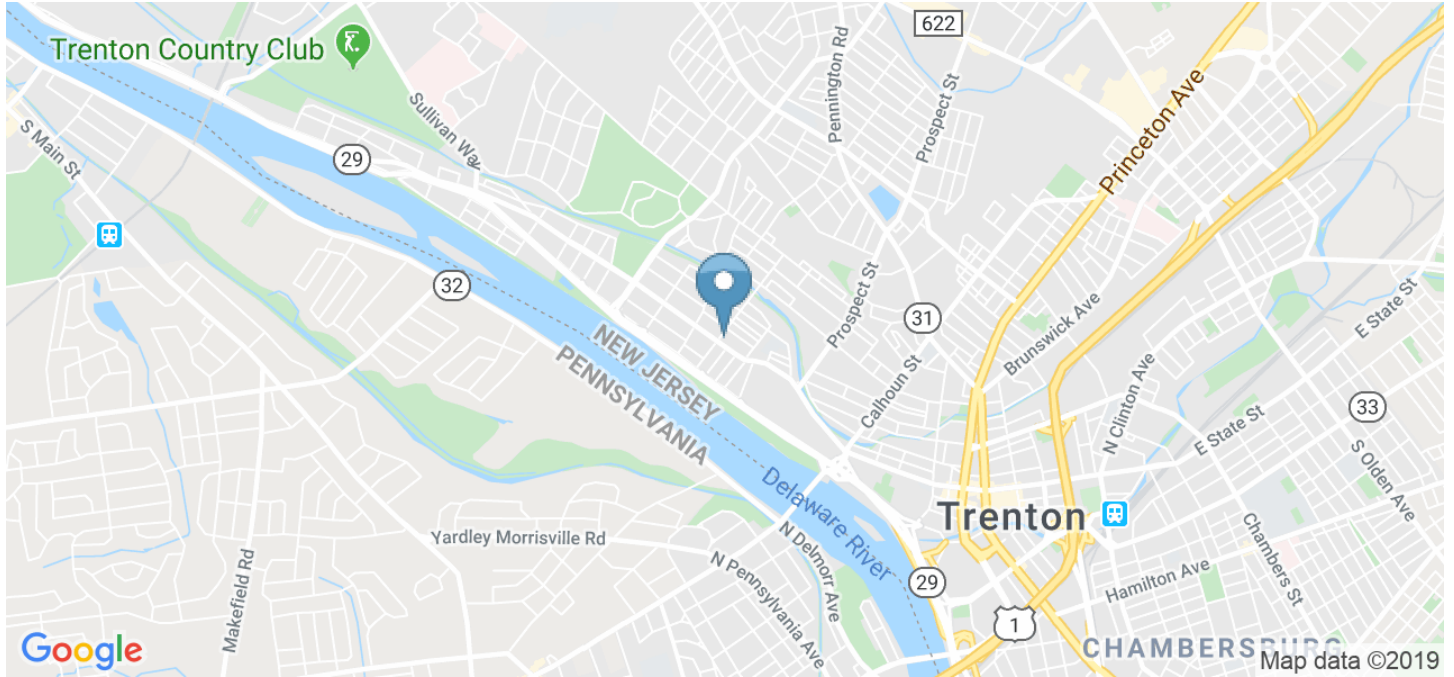 622
Trenton Country Club
Pennington Rd
Prospect St
Princeton Ave
Sullivan Way
S Main St
29
32
NEW JERSEY
PENNSYLVANIA
Prospect St
31
Brunswick Ave
E State St
Calhoun St
N Clinton Ave
33
E State St
S Olden Ave
Delaware River
Trenton
Yardley Morrisville Rd
N Delmorr Ave
N Pennsylvania Ave
Makefield Rd
29
Hamilton Ave
Chambers St
1
CHAMBERSBURG
Google
Map data ©2019